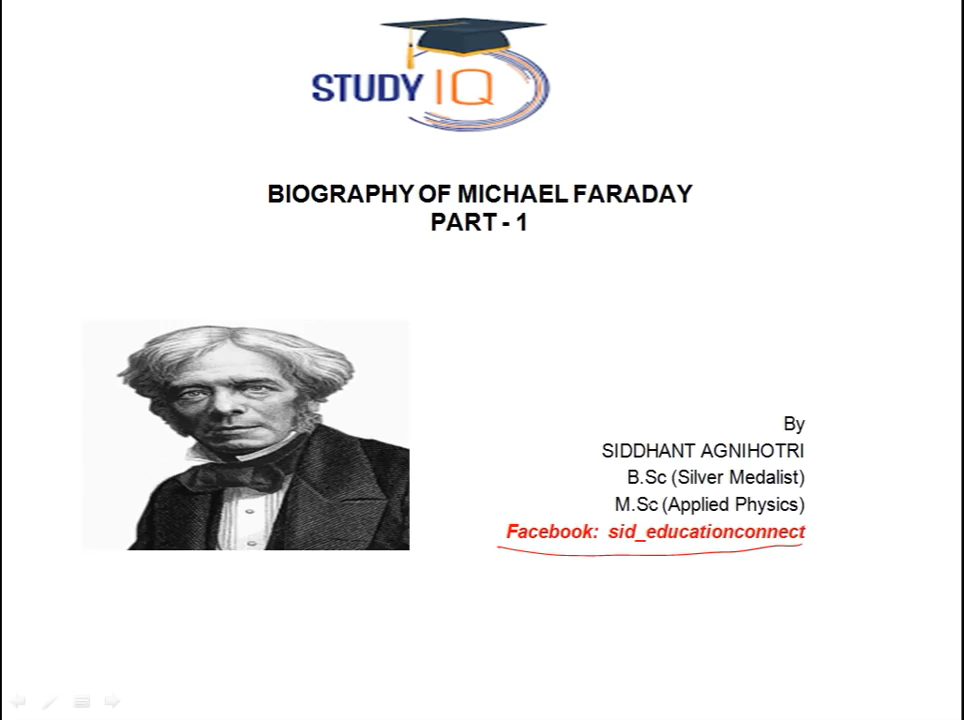 STUDY IQ
BIOGRAPHY OF MICHAEL FARADAY
PART - 1
By
SIDDHANT AGNIHOTRI
B.Sc (Silver Medalist)
M.Sc (Applied Physics)
Facebook: sid_educationconnect